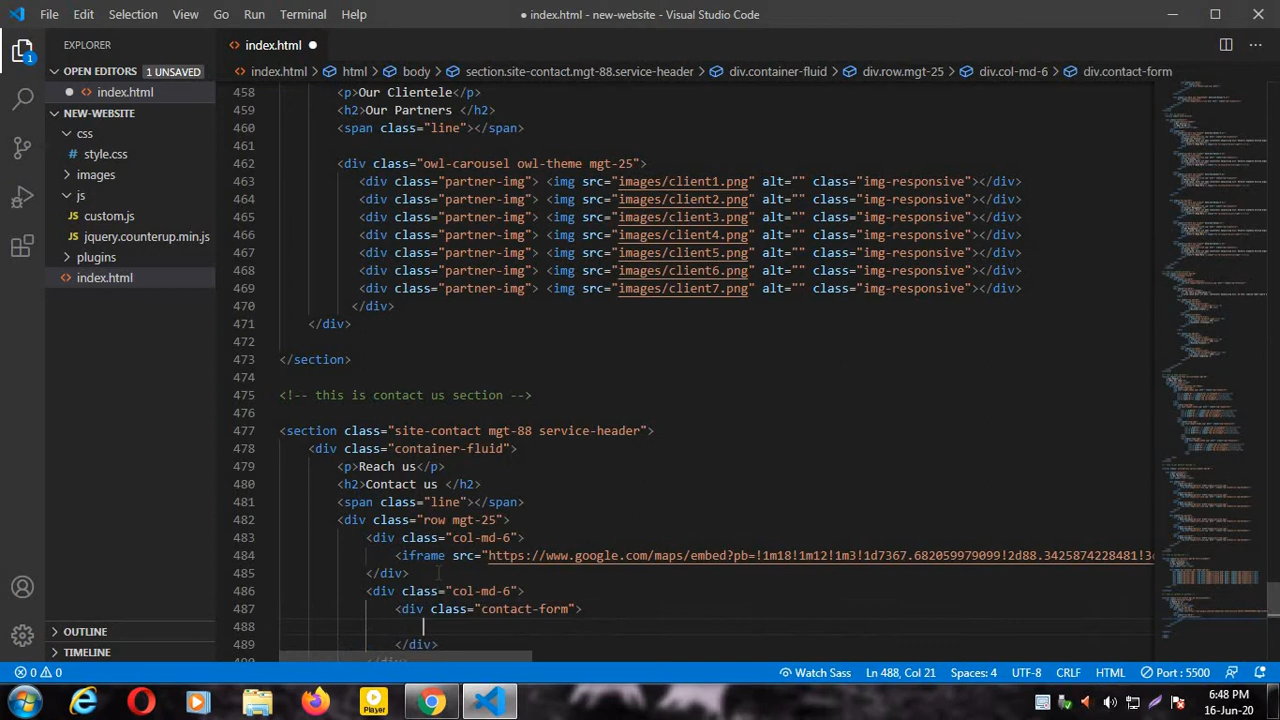 File Edit Selection View Go Run Terminal Help
● index.html - new-website - Visual Studio Code
EXPLORER
index.html
index.html > html > body > section.site-contact.mgt-88.service-header > div.container-fluid > div.row.mgt-25 > div.col-md-6 > div.contact-form
1
OPEN EDITORS 1 UNSAVED
index.html
NEW-WEBSITE
css
style.css
images
js
custom.js
jquery.counterup.min.js
plugins
index.html
OUTLINE
TIMELINE
458 <p>Our Clientele</p>
459 <h2>Our Partners </h2>
460 <span class="line"></span>
461
462 <div class="owl-carousel owl-theme mgt-25">
463 <div class="partner-img"> <img src="images/client1.png" alt="" class="img-responsive"></div>
464 <div class="partner-img"> <img src="images/client2.png" alt="" class="img-responsive"></div>
465 <div class="partner-img"> <img src="images/client3.png" alt="" class="img-responsive"></div>
466 <div class="partner-img"> <img src="images/client4.png" alt="" class="img-responsive"></div>
467 <div class="partner-img"> <img src="images/client5.png" alt="" class="img-responsive"></div>
468 <div class="partner-img"> <img src="images/client6.png" alt="" class="img-responsive"></div>
469 <div class="partner-img"> <img src="images/client7.png" alt="" class="img-responsive"></div>
470 </div>
471 </div>
472
473 </section>
474
475 <!-- this is contact us section -->
476
477 <section class="site-contact mgt-88 service-header">
478 <div class="container-fluid">
479 <p>Reach us</p>
480 <h2>Contact us </h2>
481 <span class="line"></span>
482 <div class="row mgt-25">
483 <div class="col-md-6">
484 <iframe src="https://www.google.com/maps/embed?pb=!1m18!1m12!1m3!1d7367.682059979099!2d88.3425874228481!3
485 </div>
486 <div class="col-md-6">
487 <div class="contact-form">
488
489 </div>
0 0 Watch Sass Ln 488, Col 21 Spaces: 4 UTF-8 CRLF HTML Port : 5500
Player
6:48 PM
16-Jun-20